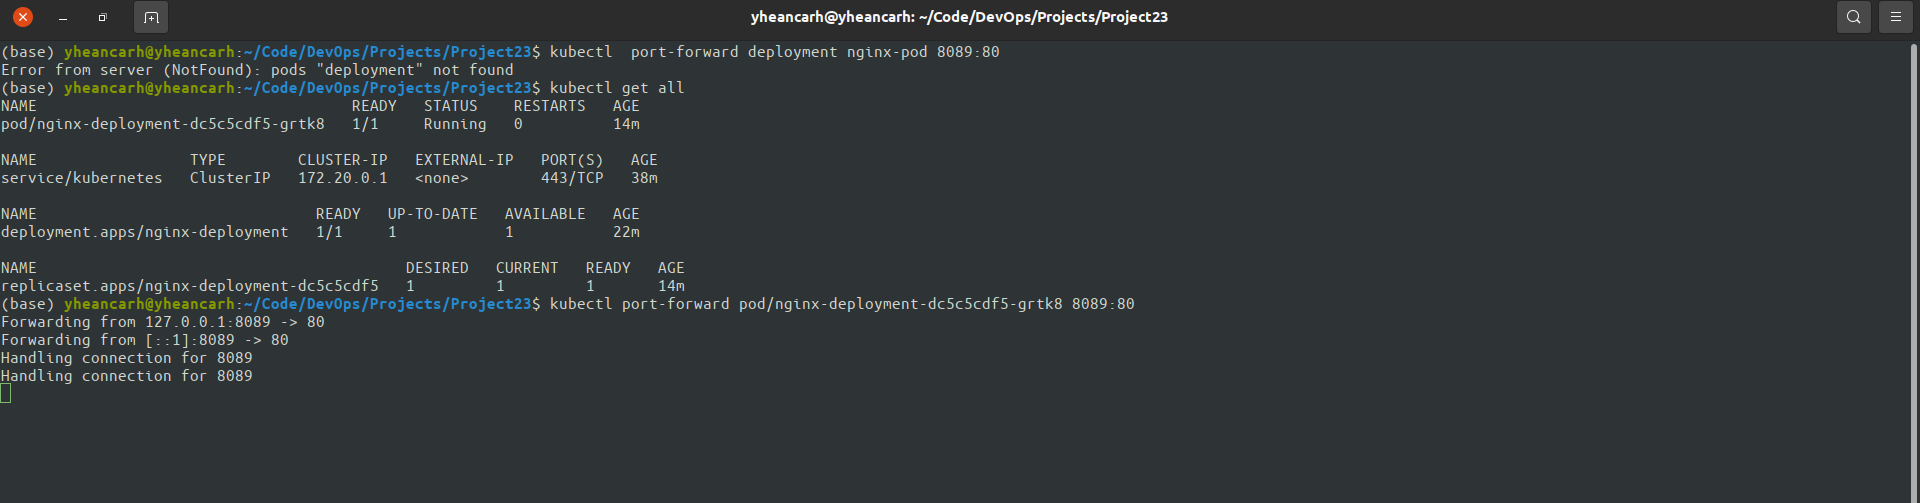 yheancarh@yheancarh: ~/Code/DevOps/Projects/Project23
(base) yheancarh@yheancarh:~/Code/DevOps/Projects/Project23$ kubectl  port-forward deployment nginx-pod 8089:80
Error from server (NotFound): pods "deployment" not found
(base) yheancarh@yheancarh:~/Code/DevOps/Projects/Project23$ kubectl get all
NAME                                   READY   STATUS    RESTARTS   AGE
pod/nginx-deployment-dc5c5cdf5-grtk8   1/1     Running   0          14m

NAME                 TYPE        CLUSTER-IP   EXTERNAL-IP   PORT(S)   AGE
service/kubernetes   ClusterIP   172.20.0.1   <none>        443/TCP   38m

NAME                               READY   UP-TO-DATE   AVAILABLE   AGE
deployment.apps/nginx-deployment   1/1     1            1           22m

NAME                                         DESIRED   CURRENT   READY   AGE
replicaset.apps/nginx-deployment-dc5c5cdf5   1         1         1       14m
(base) yheancarh@yheancarh:~/Code/DevOps/Projects/Project23$ kubectl port-forward pod/nginx-deployment-dc5c5cdf5-grtk8 8089:80
Forwarding from 127.0.0.1:8089 -> 80
Forwarding from [::1]:8089 -> 80
Handling connection for 8089
Handling connection for 8089